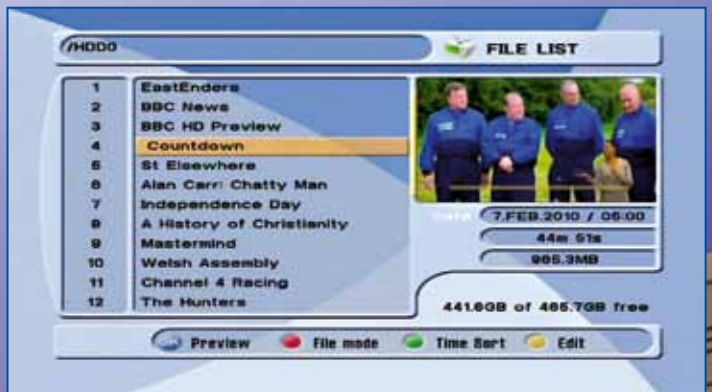 /HDD0
FILE LIST
1 EastEnders
2 BBC News
3 BBC HD Preview
4 Countdown
5 St Elsewhere
6 Alan Carr: Chatty Man
7 Independence Day
8 A History of Christianity
9 Mastermind
10 Welsh Assembly
11 Channel 4 Racing
12 The Hunters
7.FEB.2010 / 05:00
44m 51s
965.3MB
441.6GB of 465.7GB free
Preview File mode Time Sort Edit